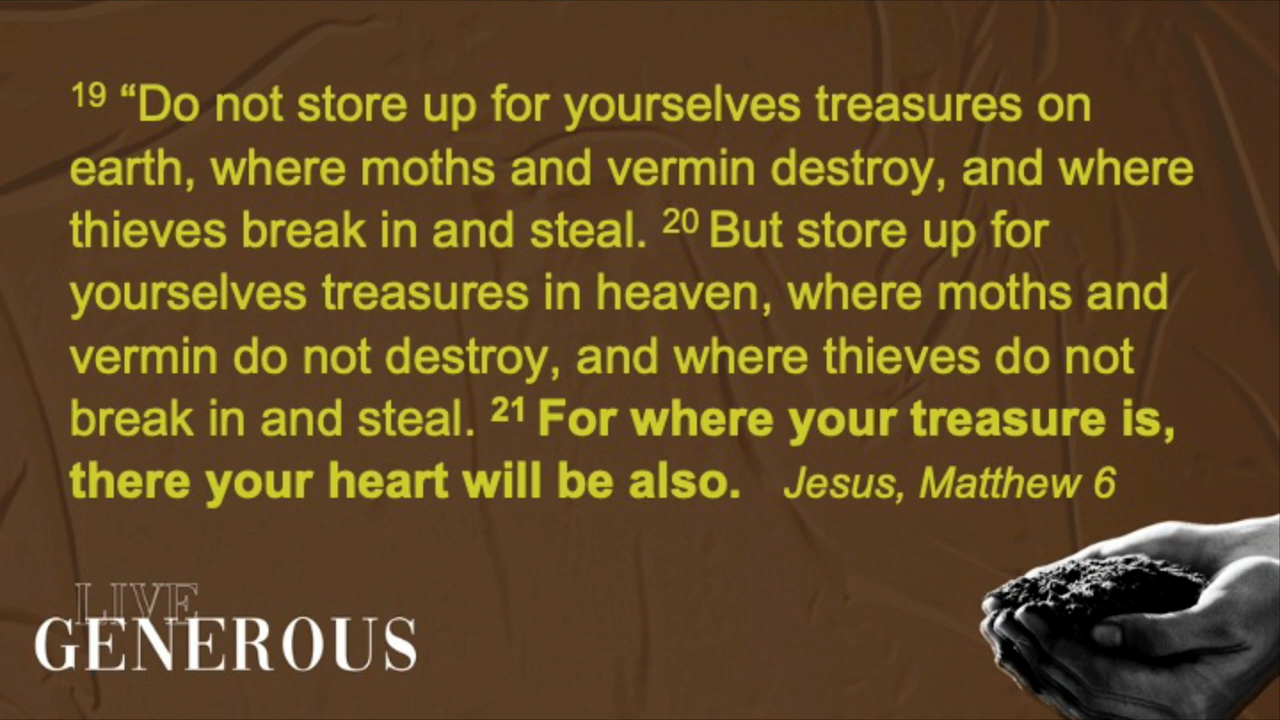 19 “Do not store up for yourselves treasures on
earth, where moths and vermin destroy, and where
thieves break in and steal. 20 But store up for
yourselves treasures in heaven, where moths and
vermin do not destroy, and where thieves do not
break in and steal. 21 For where your treasure is,
there your heart will be also. Jesus, Matthew 6
LIVE
GENEROUS